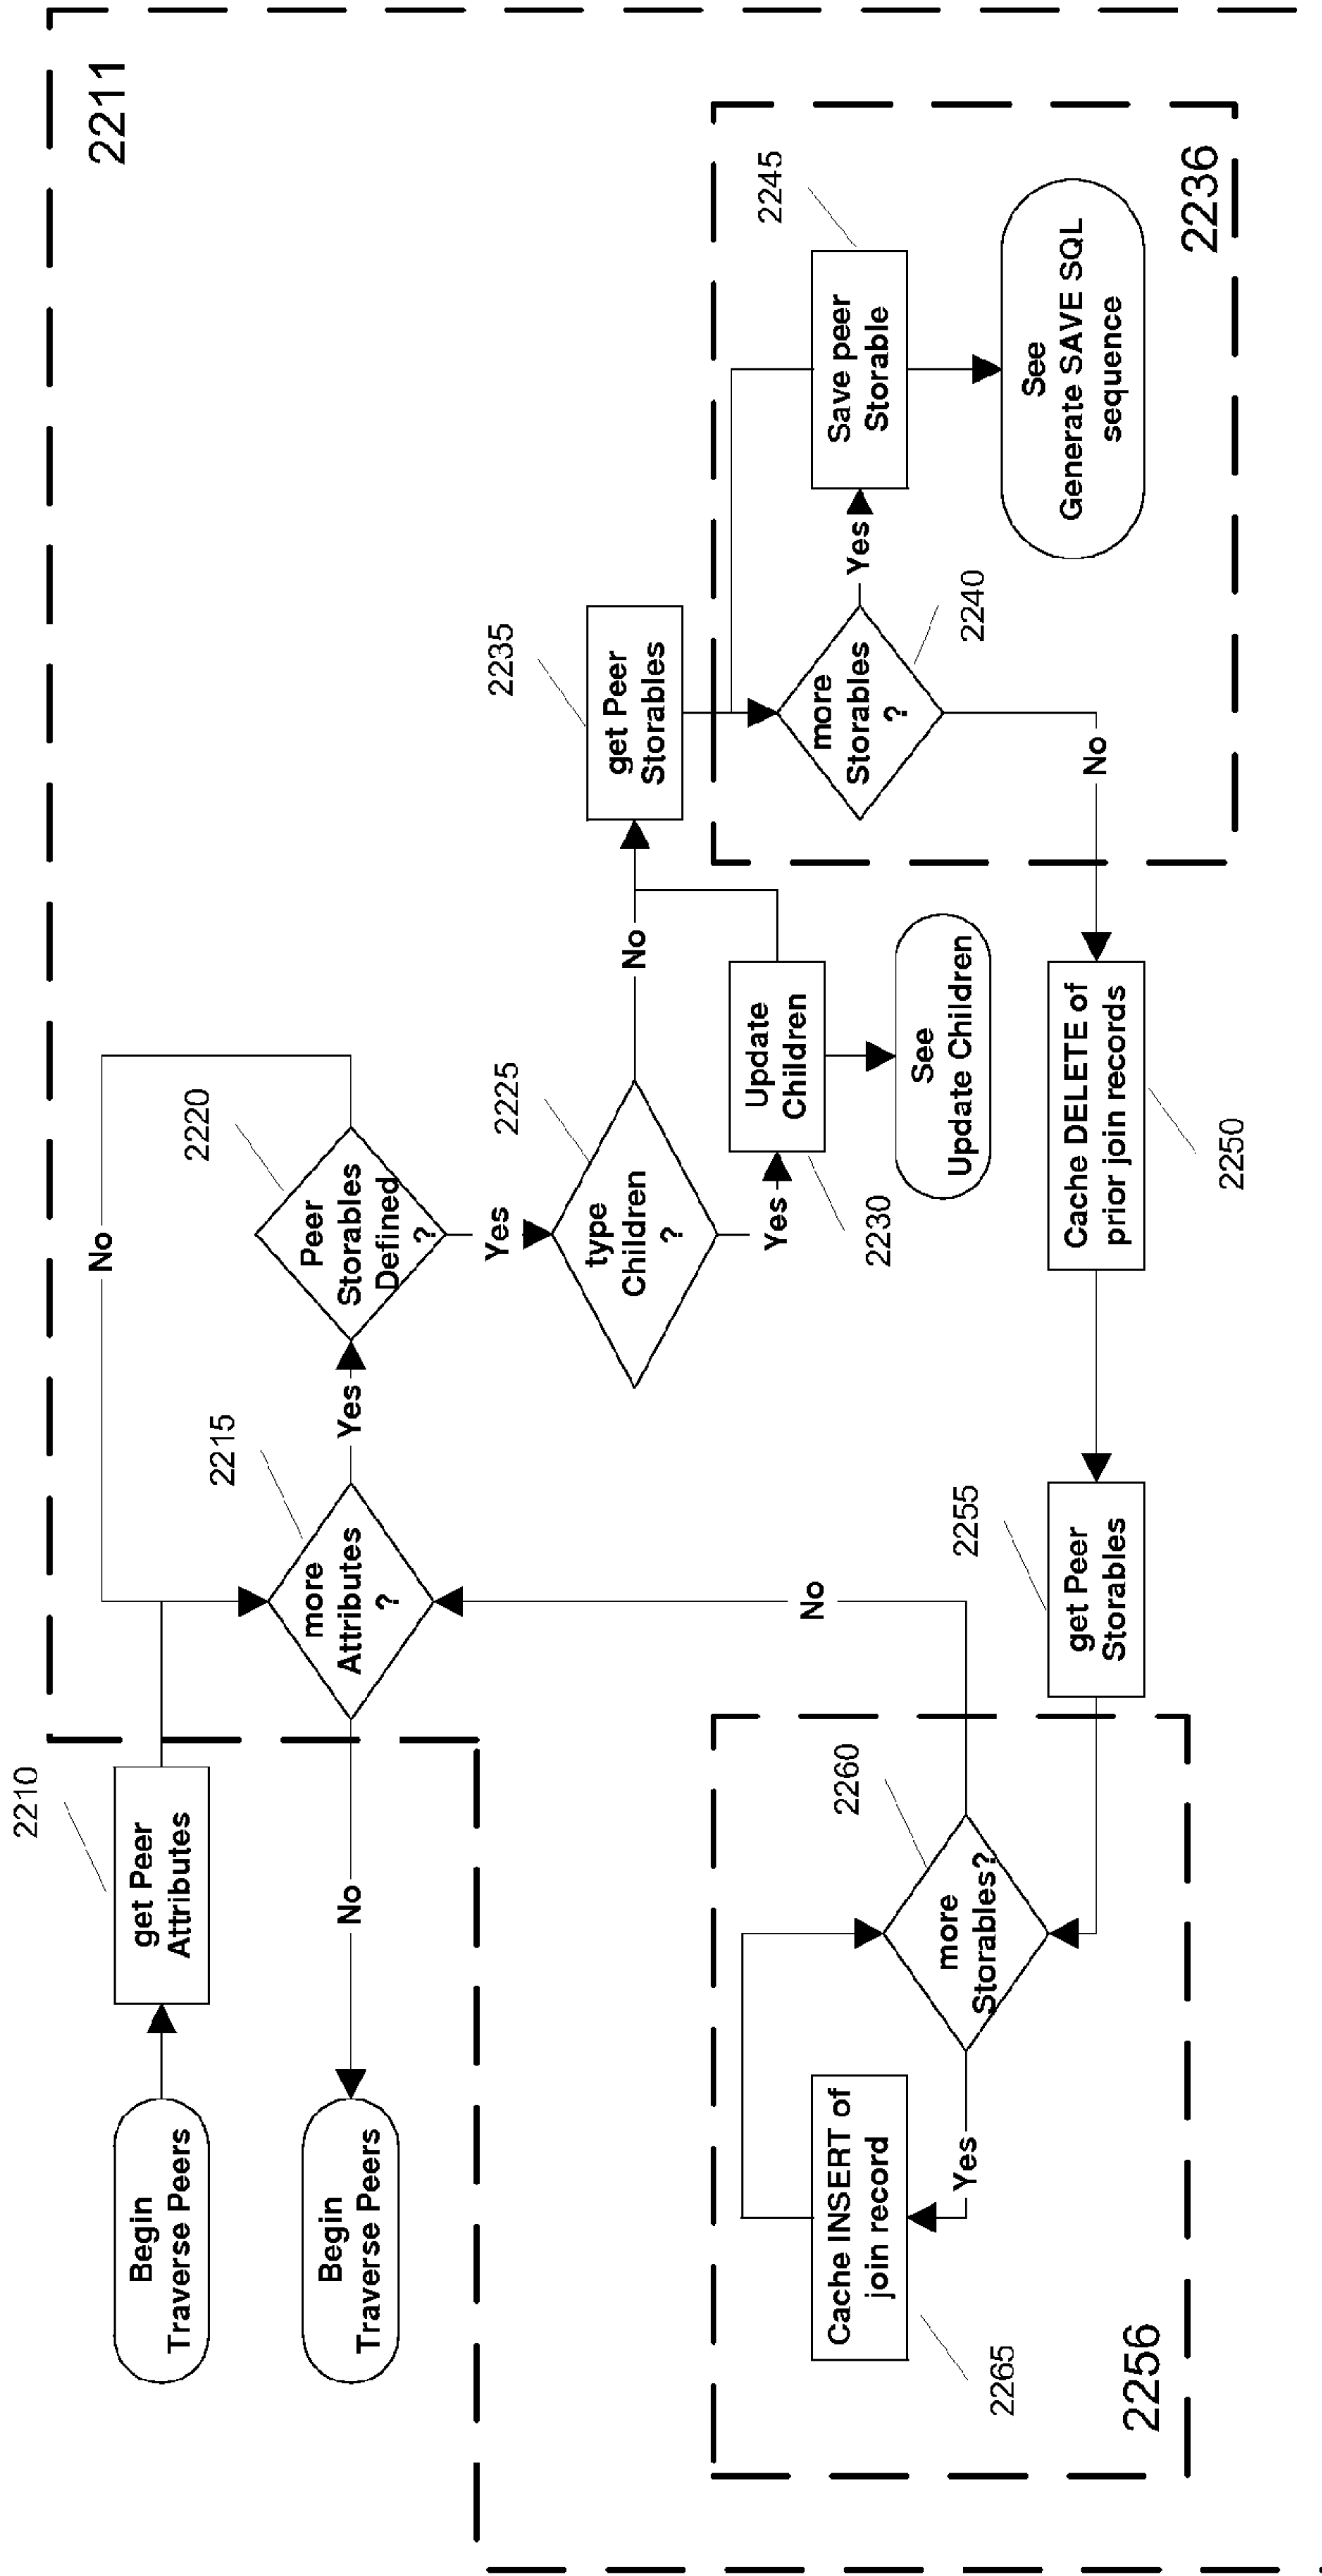 2210
Begin
Traverse Peers
get Peer
Attributes
2211
No
2215
2220
Begin
Traverse Peers
No
more
Attributes
?
Yes
Peer
Storables
Defined
?
Yes
2225
type
Children
?
No
Yes
2230
Update
Children
See
Update Children
2235
get Peer
Storables
2236
2240
more
Storables
?
Yes
2245
Save peer
Storable
See
Generate SAVE SQL
sequence
No
Cache DELETE of
prior join records
2250
2255
get Peer
Storables
2256
2260
more
Storables?
No
Yes
Cache INSERT of
join record
2265